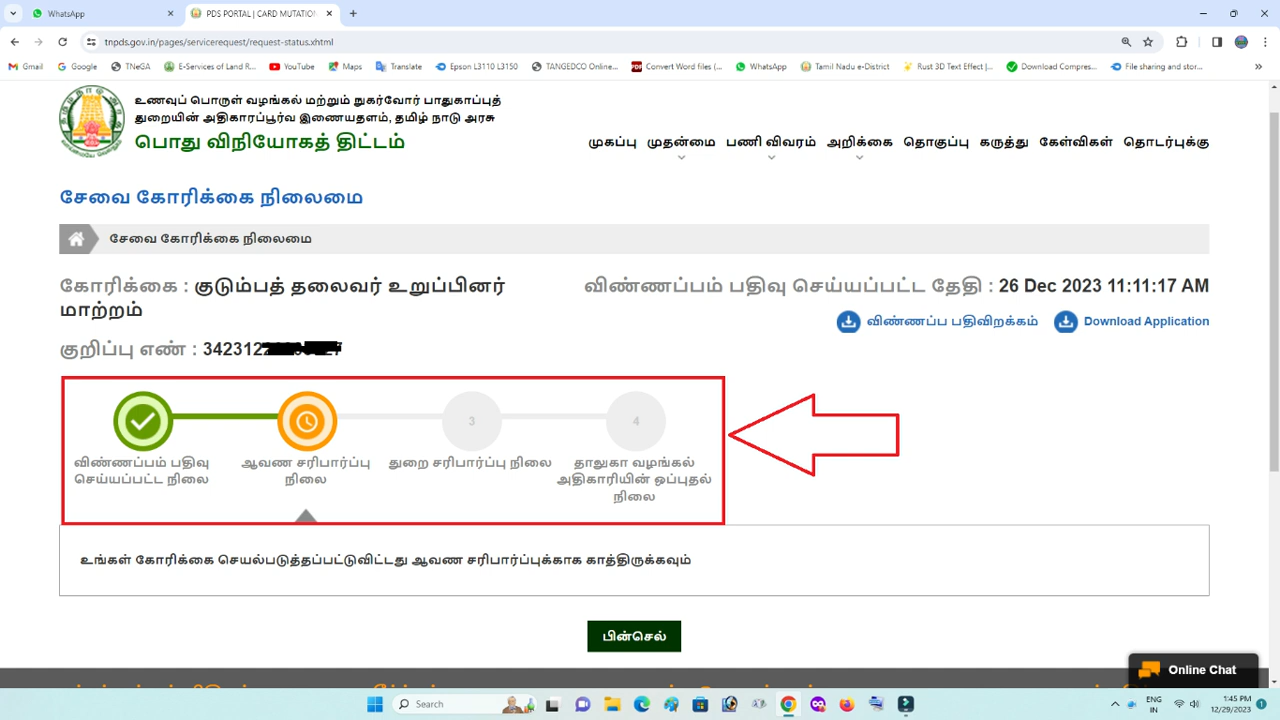 WhatsApp
PDS PORTAL | CARD MUTATION
tnpds.gov.in/pages/servicerequest/request-status.xhtml
Gmail Google TNeGA E-Services of Land R... YouTube Maps Translate Epson L3110 L3150 TANGEDCO Online... Convert Word files (... WhatsApp Tamil Nadu e-District Rust 3D Text Effect |... Download Compres... File sharing and stor...
உணவுப் பொருள் வழங்கல் மற்றும் நுகர்வோர் பாதுகாப்புத்
துறையின் அதிகாரப்பூர்வ இணையதளம், தமிழ் நாடு அரசு
பொது விநியோகத் திட்டம்
முகப்பு முதன்மை பணி விவரம் அறிக்கை தொகுப்பு கருத்து கேள்விகள் தொடர்புக்கு
சேவை கோரிக்கை நிலைமை
சேவை கோரிக்கை நிலைமை
கோரிக்கை : குடும்பத் தலைவர் உறுப்பினர்
மாற்றம்
விண்ணப்பம் பதிவு செய்யப்பட்ட தேதி : 26 Dec 2023 11:11:17 AM
விண்ணப்ப பதிவிறக்கம் Download Application
குறிப்பு எண் : 342312
3 4
விண்ணப்பம் பதிவு
செய்யப்பட்ட நிலை
ஆவண சரிபார்ப்பு
நிலை
துறை சரிபார்ப்பு நிலை
தாலுகா வழங்கல்
அதிகாரியின் ஒப்புதல்
நிலை
உங்கள் கோரிக்கை செயல்படுத்தப்பட்டுவிட்டது ஆவண சரிபார்ப்புக்காக காத்திருக்கவும்
பின்செல்
Online Chat
Search
ENG
IN
1:45 PM
12/29/2023